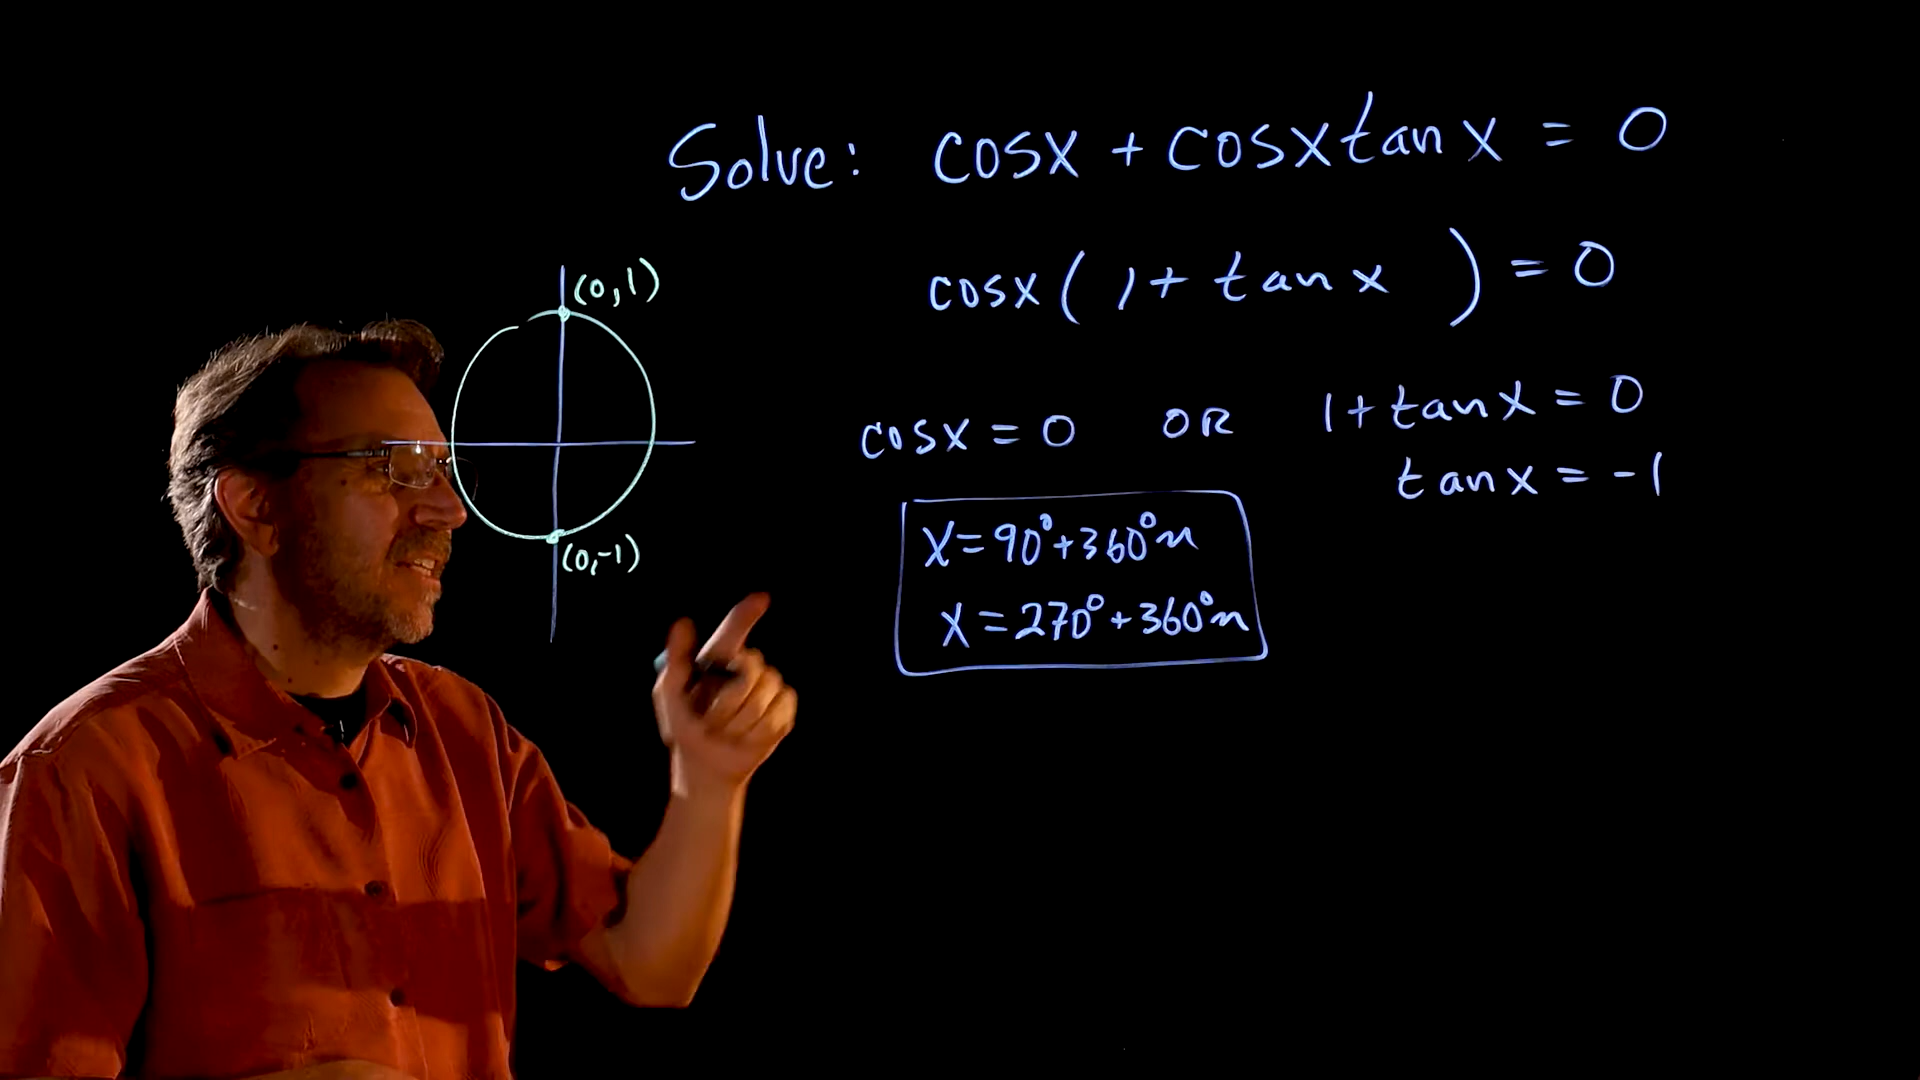 Solve: cosx + cosxtanx = 0
cosx( 1 + tanx ) = 0
(0,1)
(0,-1)
cosx = 0 OR 1 + tanx = 0
tanx = -1
x=90°+360°n
x=270°+360°n